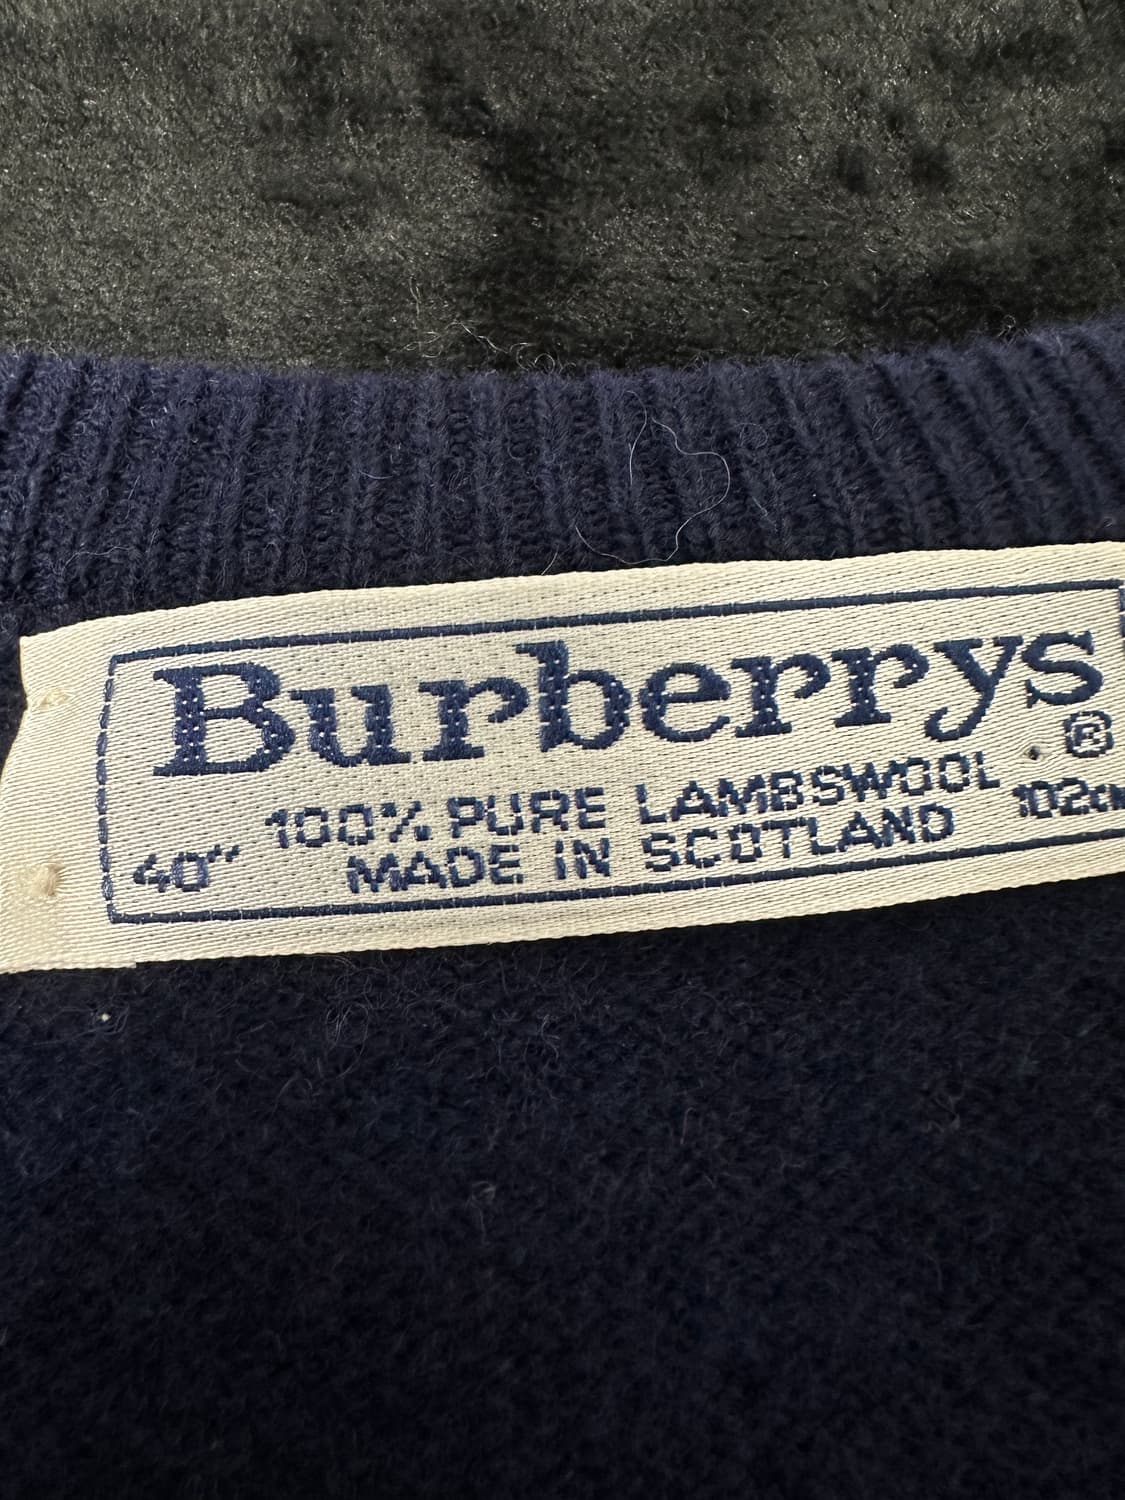 Burberrys®
100% PURE LAMBSWOOL
40" MADE IN SCOTLAND 102cm